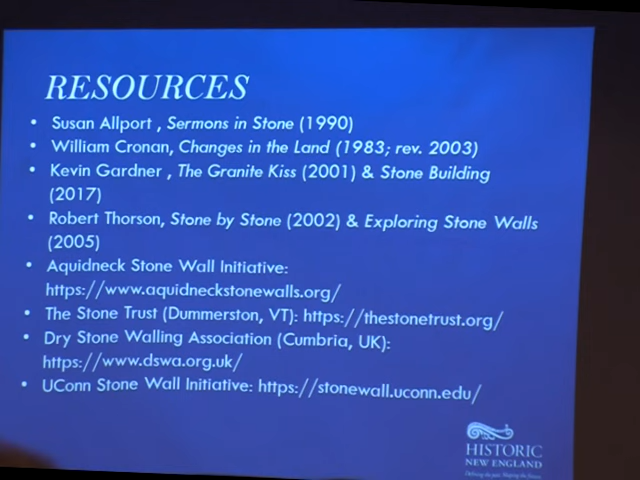 RESOURCES
• Susan Allport , Sermons in Stone (1990)
• William Cronan, Changes in the Land (1983; rev. 2003)
• Kevin Gardner , The Granite Kiss (2001) & Stone Building
(2017)
• Robert Thorson, Stone by Stone (2002) & Exploring Stone Walls
(2005)
• Aquidneck Stone Wall Initiative:
https://www.aquidneckstonewalls.org/
• The Stone Trust (Dummerston, VT): https://thestonetrust.org/
• Dry Stone Walling Association (Cumbria, UK):
https://www.dswa.org.uk/
• UConn Stone Wall Initiative: https://stonewall.uconn.edu/
HISTORIC
NEW ENGLAND